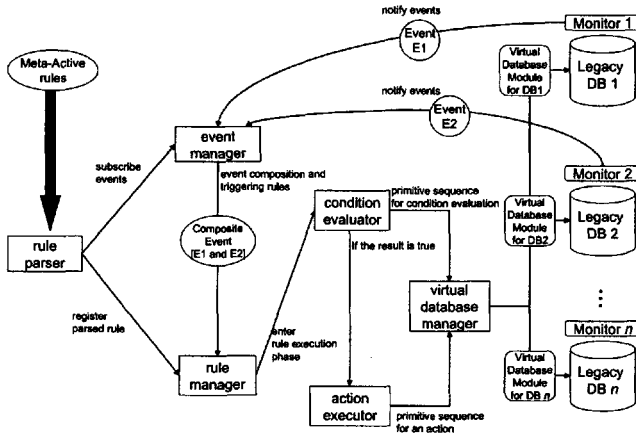 notify events
Event
E1
Monitor 1
Legacy
DB 1
Virtual
Database
Module
for DB1
Meta-Active
rules
notify events
Event
E2
event
manager
subscribe
events
event composition and
triggering rules
Monitor 2
Legacy
DB 2
Virtual
Database
Module
for DB2
condition
evaluator
primitive sequence
for condition evaluation
Composite
Event
[E1 and E2]
rule
parser
If the result is true
virtual
database
manager
register
parsed rule
enter
rule execution
phase
...
Monitor n
Legacy
DB n
Virtual
Database
Module
for DB n
rule
manager
action
executor
primitive sequence
for an action